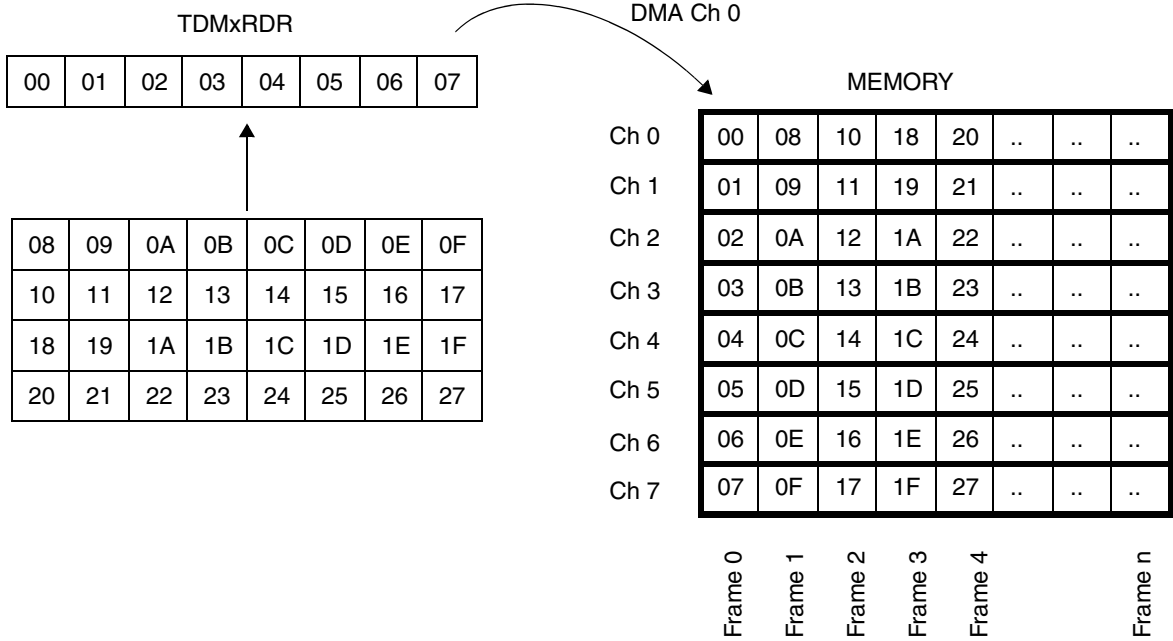 TDMxRDR
00 01 02 03 04 05 06 07
08 09 0A 0B 0C 0D 0E 0F
10 11 12 13 14 15 16 17
18 19 1A 1B 1C 1D 1E 1F
20 21 22 23 24 25 26 27
DMA Ch 0
MEMORY
Ch 0 00 08 10 18 20 .. .. ..
Ch 1 01 09 11 19 21 .. .. ..
Ch 2 02 0A 12 1A 22 .. .. ..
Ch 3 03 0B 13 1B 23 .. .. ..
Ch 4 04 0C 14 1C 24 .. .. ..
Ch 5 05 0D 15 1D 25 .. .. ..
Ch 6 06 0E 16 1E 26 .. .. ..
Ch 7 07 0F 17 1F 27 .. .. ..
Frame 0
Frame 1
Frame 2
Frame 3
Frame 4
Frame n